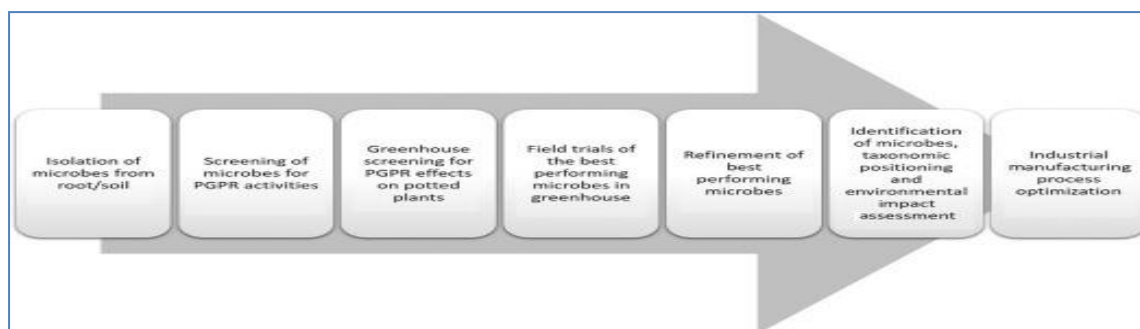 Isolation of
microbes from
root/soil
Screening of
microbes for
PGPR activities
Greenhouse
screening for
PGPR effects
on potted
plants
Field trials of
the best
performing
microbes in
greenhouse
Refinement of
best
performing
microbes
Identification
of microbes,
taxonomic
positioning
and
environmental
impact
assessment
Industrial
manufacturing
process
optimization